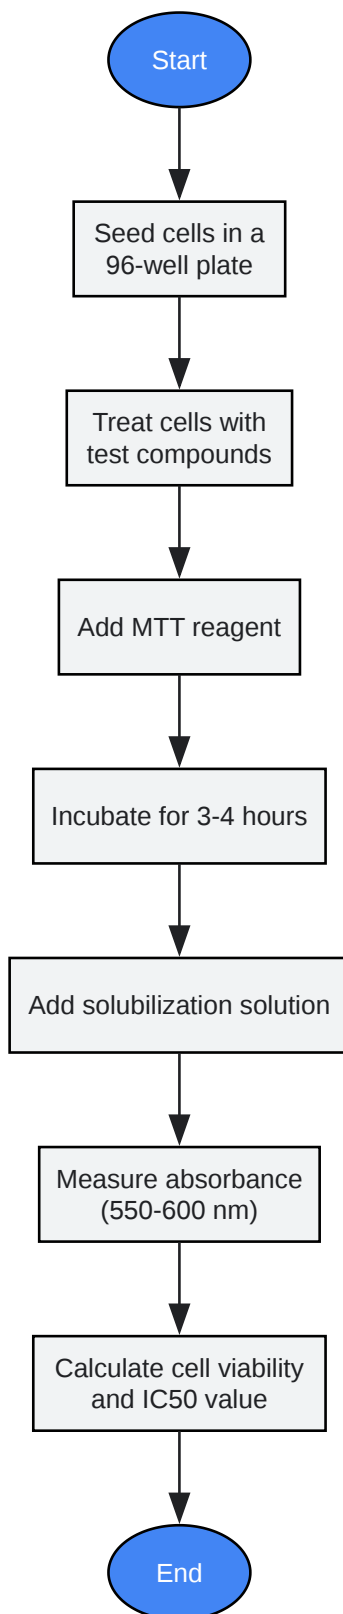 Start
Seed cells in a
96-well plate
Treat cells with
test compounds
Add MTT reagent
Incubate for 3-4 hours
Add solubilization solution
Measure absorbance
(550-600 nm)
Calculate cell viability
and IC50 value
End